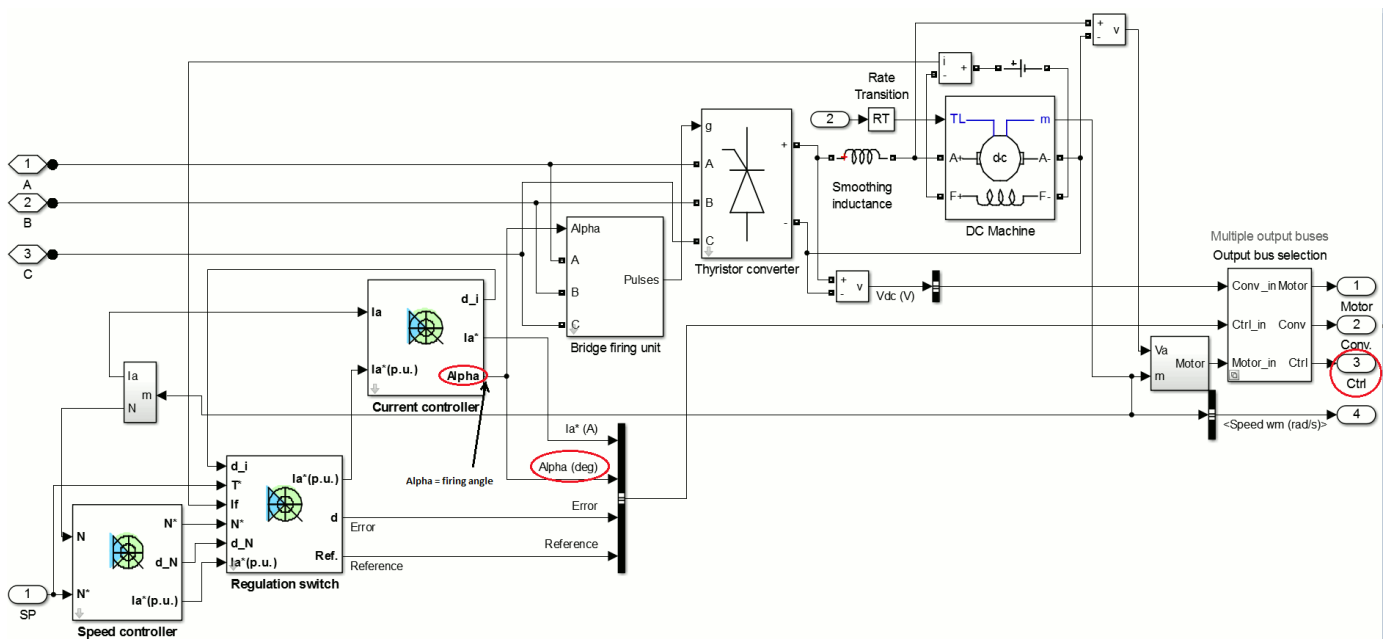 +
-
v
i
+
-
+
Rate
Transition
2
RT
TL
m
g
1
A
A
+
A+
dc
A-
2
B
B
Smoothing
inductance
F+
F-
-
DC Machine
Alpha
3
C
C
Multiple output buses
Output bus selection
A
Thyristor converter
d_i
Pulses
+
-
v
Vdc (V)
Conv_in
Motor
1
Motor
B
Ia
Ctrl_in
Conv
2
Conv.
C
Ia*
Bridge firing unit
Va
Motor
m
Motor_in
Ctrl
3
Ctrl
Ia*(p.u.)
Alpha
Ia
m
N
Current controller
4
<Speed wm (rad/s)>
Ia* (A)
d_i
Alpha (deg)
T*
Ia*(p.u.)
Alpha = firing angle
If
Error
N*
N*
d
Error
N
d_N
Reference
d_N
Ref.
Reference
Ia*(p.u.)
Regulation switch
1
SP
N*
Ia*(p.u.)
Speed controller